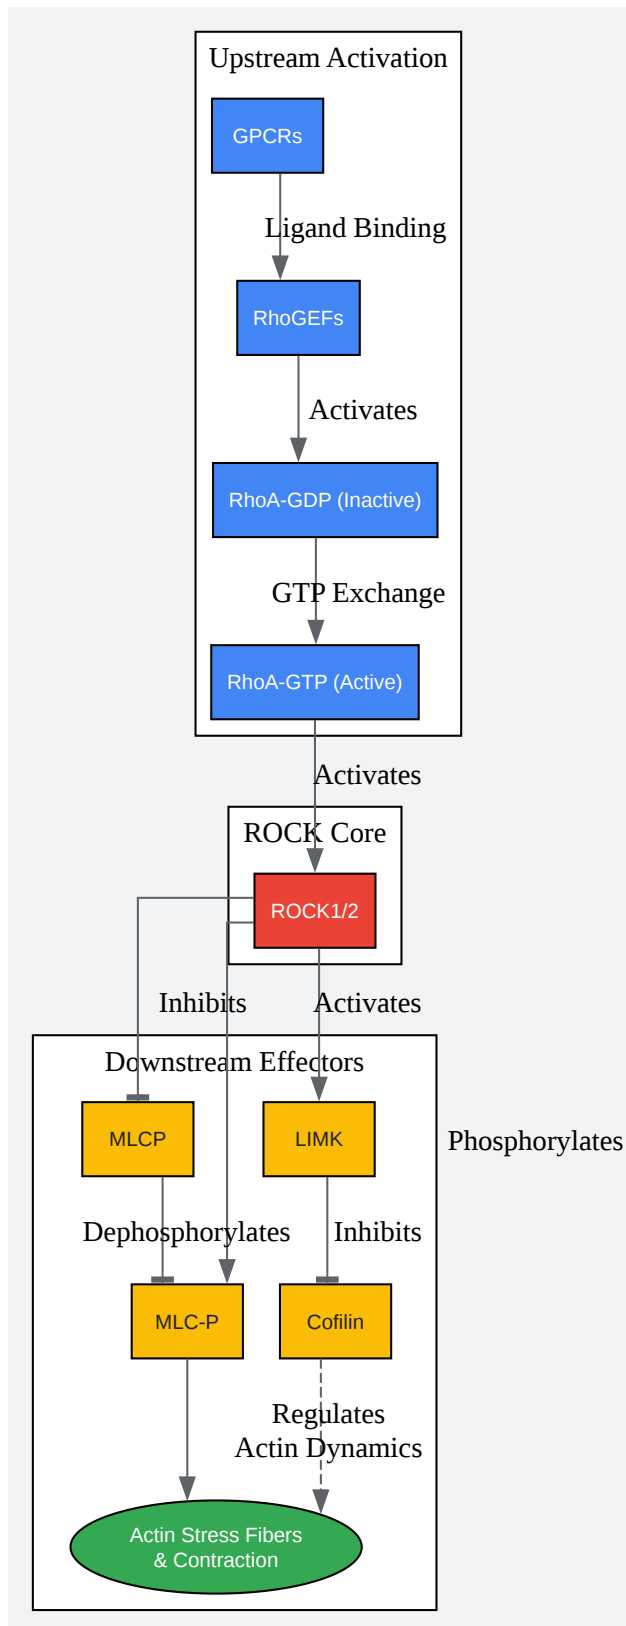 Upstream Activation
GPCRs
Ligand Binding
RhoGEFs
Activates
RhoA-GDP (Inactive)
GTP Exchange
RhoA-GTP (Active)
Activates
ROCK Core
ROCK1/2
Inhibits
Activates
Downstream Effectors
MLCP
LIMK
Phosphorylates
Dephosphorylates
Inhibits
MLC-P
Cofilin
Regulates
Actin Dynamics
Actin Stress Fibers
& Contraction